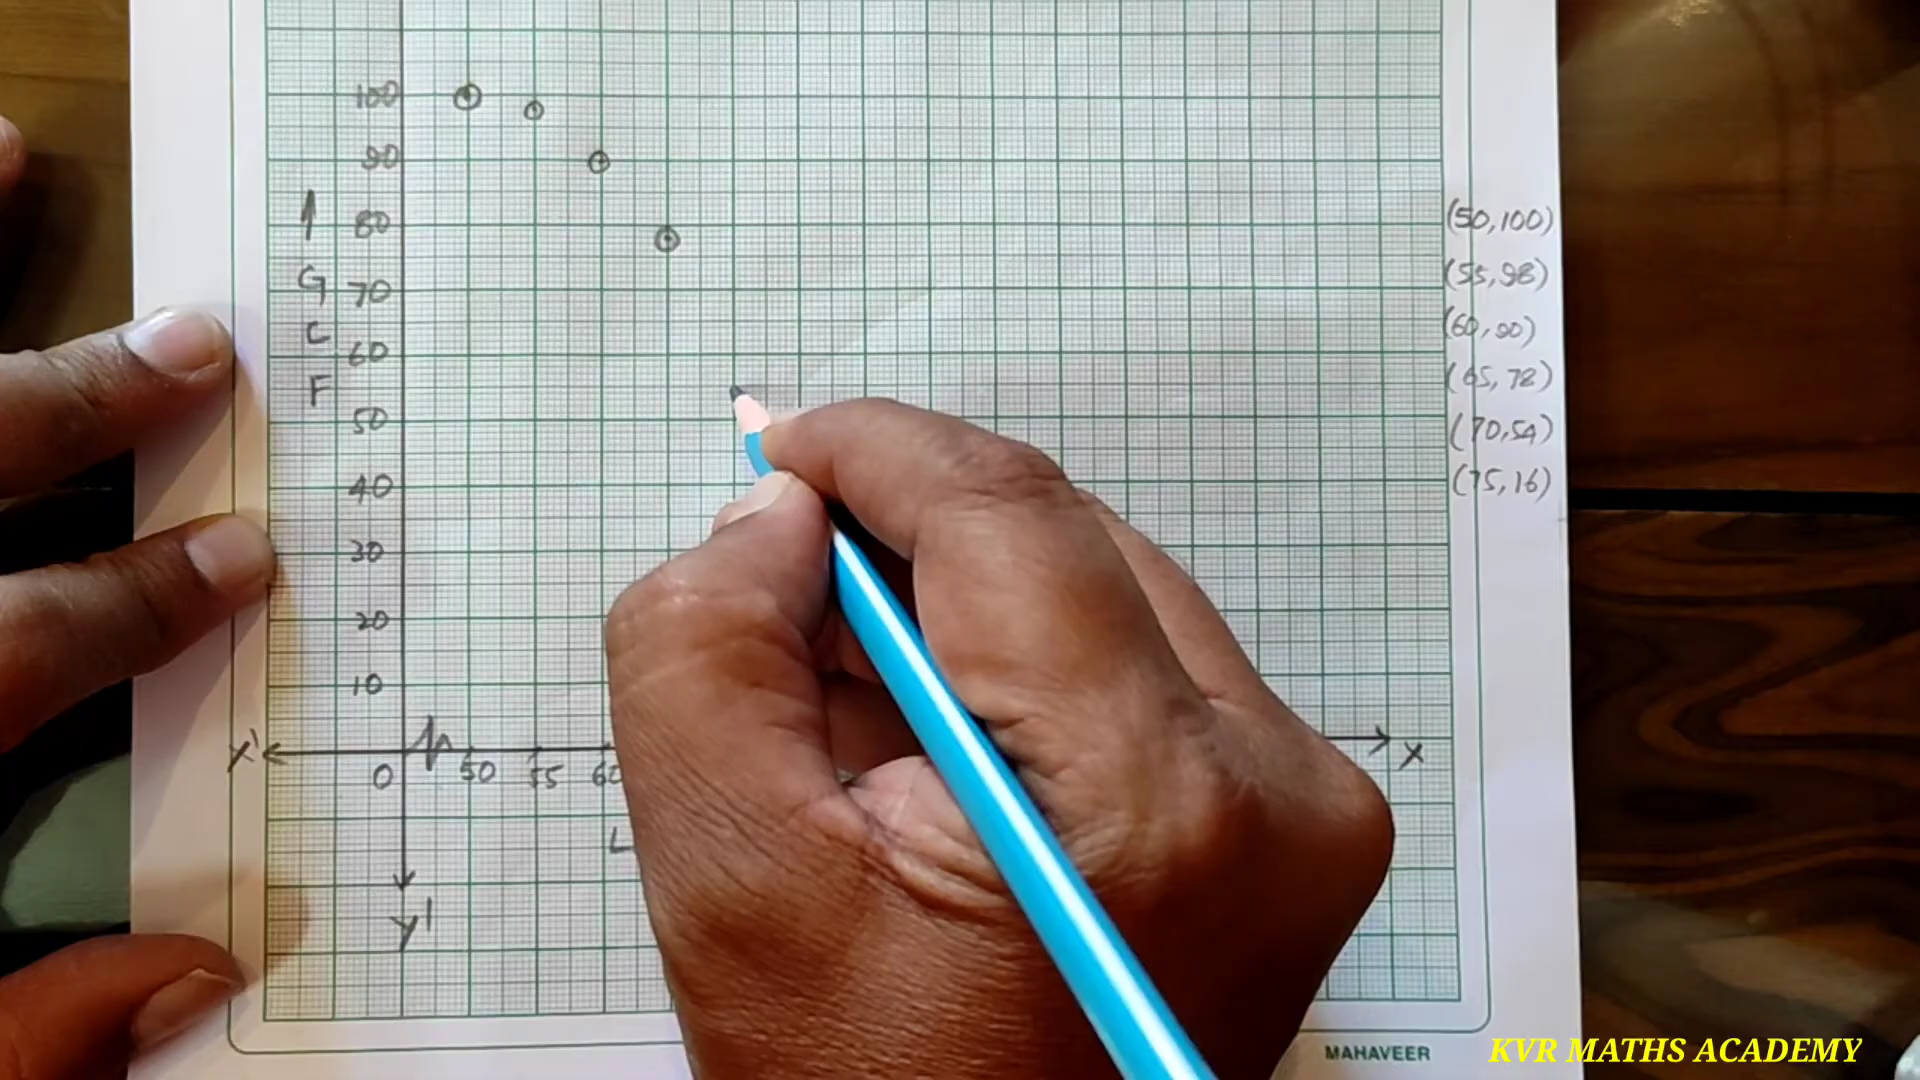 100
90
80
G 70
C
60
F
50
40
30
20
10
X' 0 50 55 60 X
L
y'
(50,100)
(55,98)
(60,90)
(65,78)
(70,54)
(75,16)
MAHAVEER
KVR MATHS ACADEMY